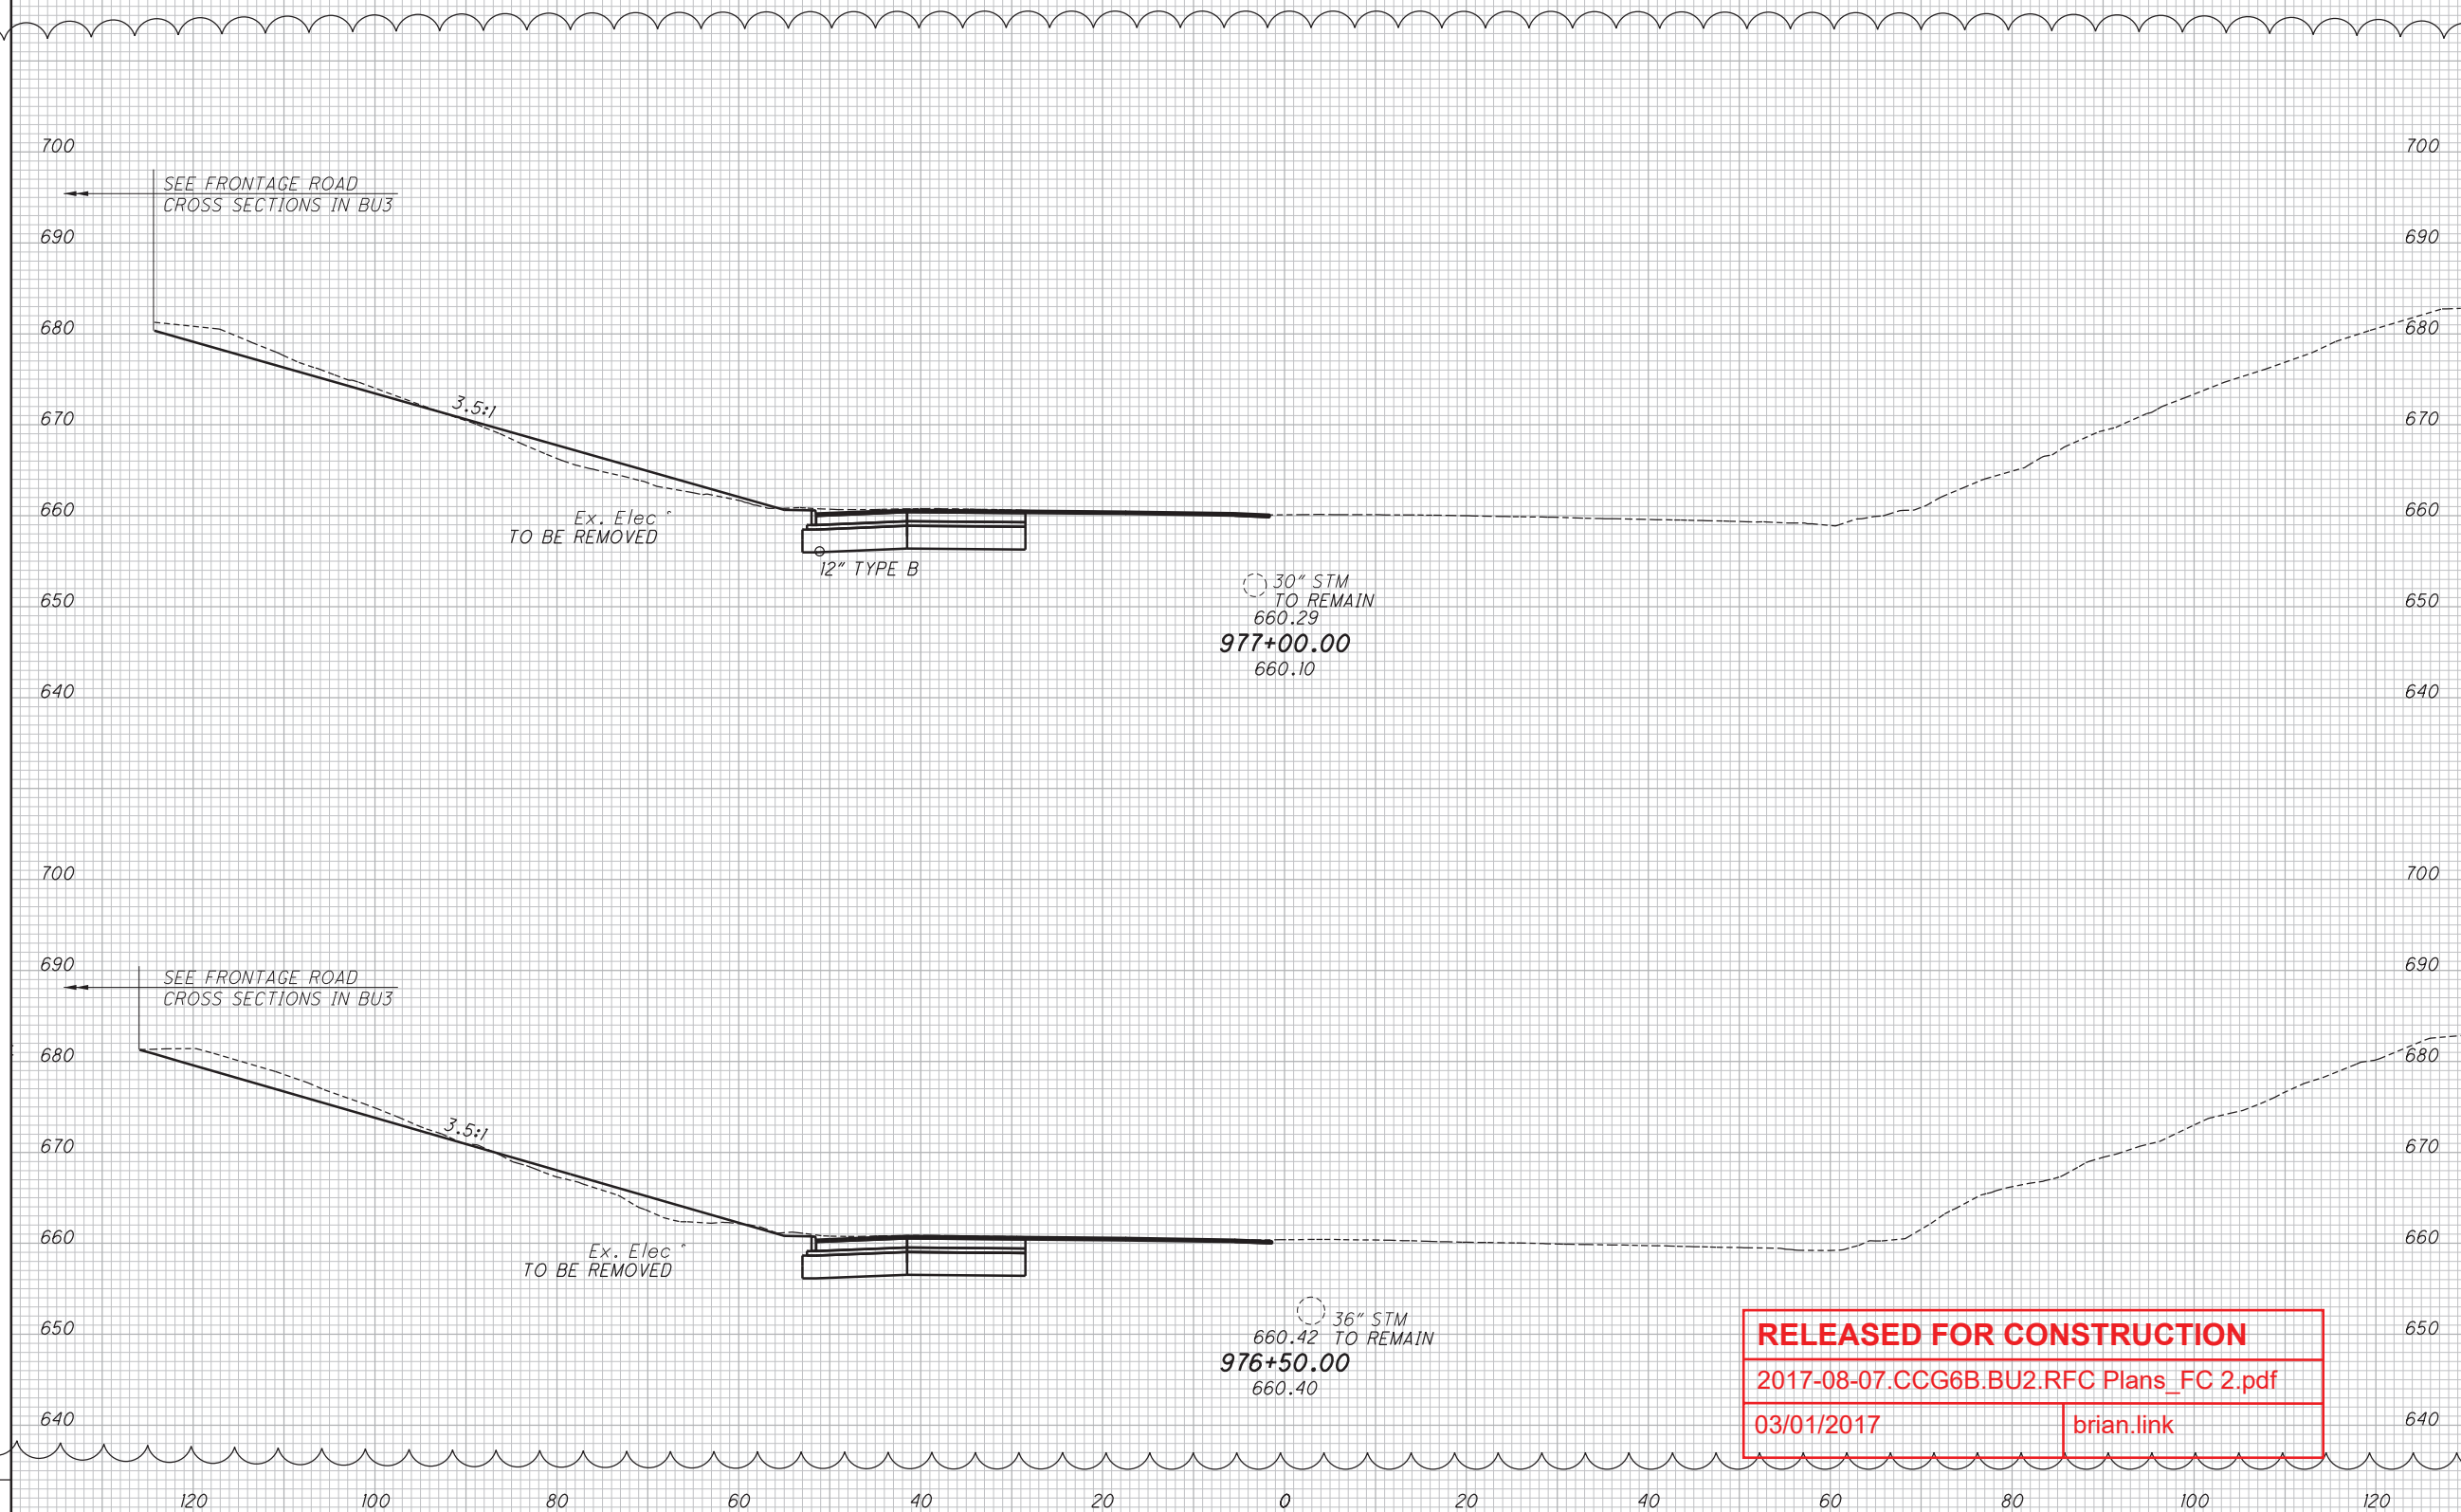 700 700
SEE FRONTAGE ROAD
CROSS SECTIONS IN BU3
690 690
680 680
3.5:1
670 670
660 660
Ex. Elec
TO BE REMOVED
12" TYPE B
30" STM
TO REMAIN
650 650
660.29
977+00.00
660.10
640 640
700 700
690 690
SEE FRONTAGE ROAD
CROSS SECTIONS IN BU3
680 680
3.5:1
670 670
660 660
Ex. Elec
TO BE REMOVED
36" STM
650 650
660.42 TO REMAIN
976+50.00
660.40
640 640
RELEASED FOR CONSTRUCTION
2017-08-07.CCG6B.BU2.RFC Plans_FC 2.pdf
03/01/2017 brian.link
120 100 80 60 40 20 0 20 40 60 80 100 120